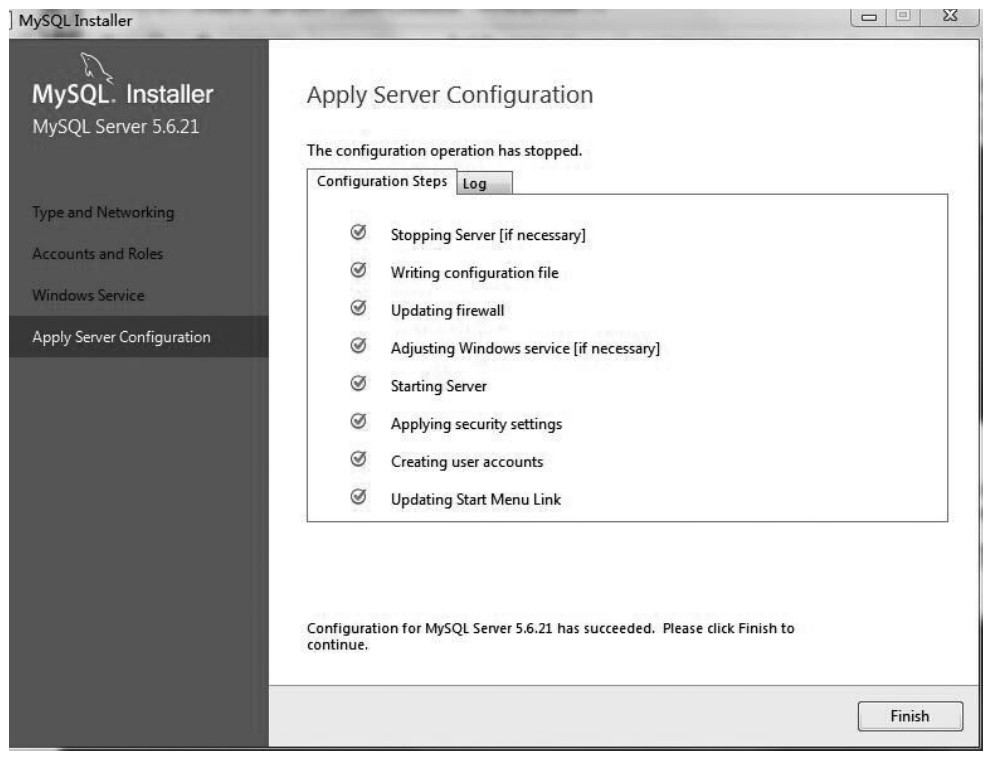 MySQL Installer
MySQL. Installer
MySQL Server 5.6.21
Type and Networking
Accounts and Roles
Windows Service
Apply Server Configuration
Apply Server Configuration
The configuration operation has stopped.
Configuration Steps
Log
Stopping Server [if necessary]
Writing configuration file
Updating firewall
Adjusting Windows service [if necessary]
Starting Server
Applying security settings
Creating user accounts
Updating Start Menu Link
Configuration for MySQL Server 5.6.21 has succeeded. Please click Finish to
continue.
Finish